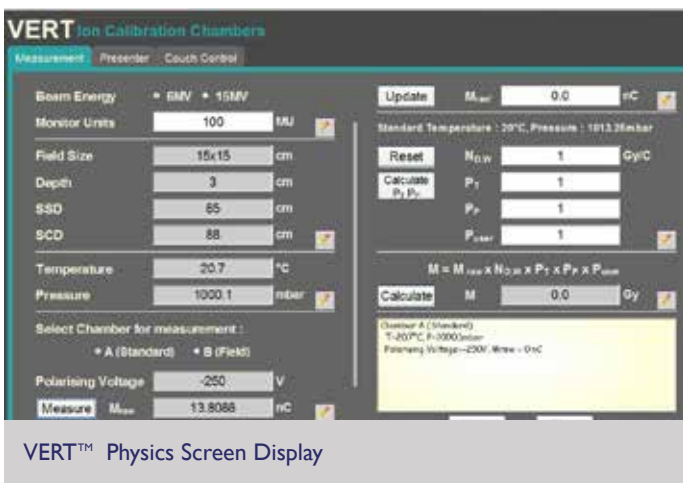 VERT Ion Calibration Chambers
Measurement Presenter Couch Control
Beam Energy 6MV 15MV
Monitor Units 100 MU
Field Size 15x15 cm
Depth 3 cm
SSD 85 cm
SCD 88 cm
Temperature 20.7 °C
Pressure 1000.1 mbar
Select Chamber for measurement :
A (Standard) B (Field)
Polarising Voltage -250 V
Measure M 13.8088 nC
Update M 0.0 nC
Standard Temperature : 20°C, Pressure : 1013.25mbar
Reset N 1 Gy/C
Calculate
P 1
P 1
P 1
M = M x N x P x P x P
Calculate M 0.0 Gy
Chamber A (Standard)
VERT™ Physics Screen Display